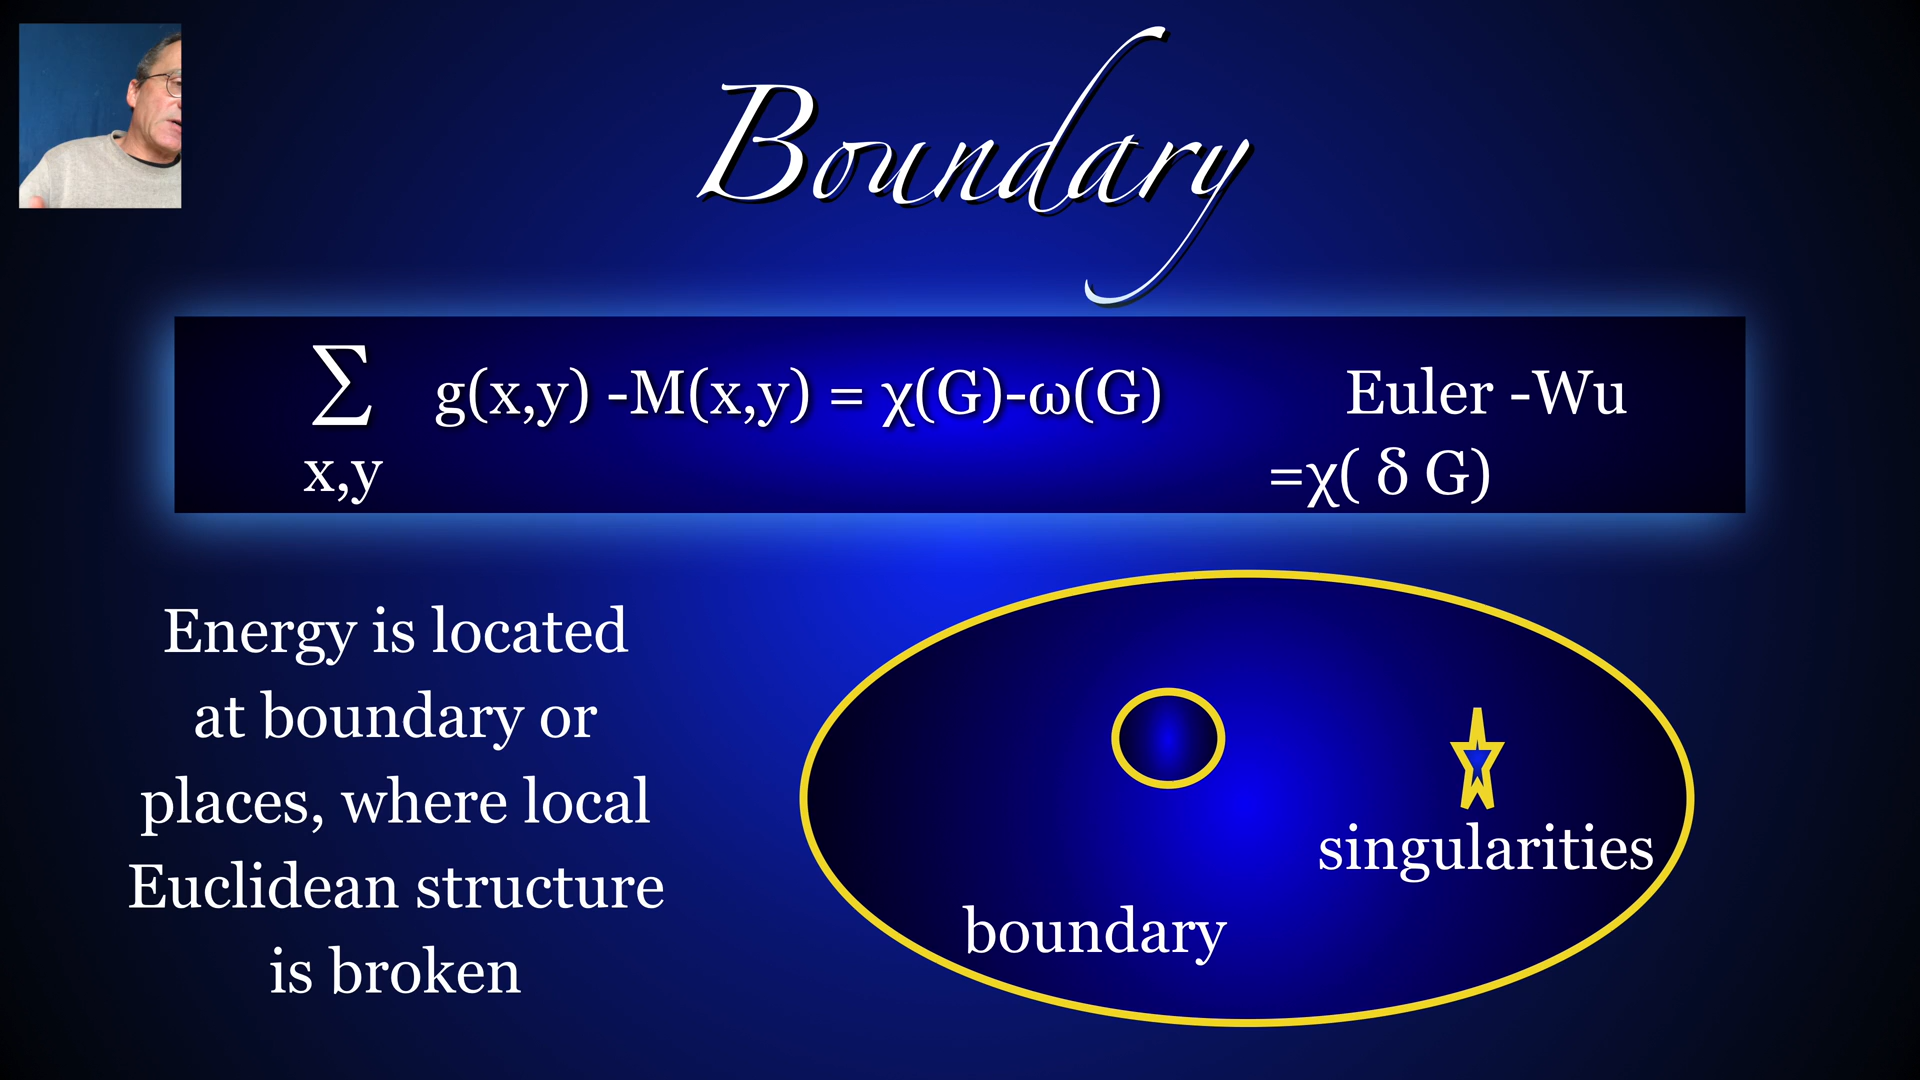 Boundary
∑ g(x,y) -M(x,y) = χ(G)-ω(G) Euler -Wu
x,y =χ( δ G)
Energy is located
at boundary or
places, where local
Euclidean structure
is broken
singularities
boundary